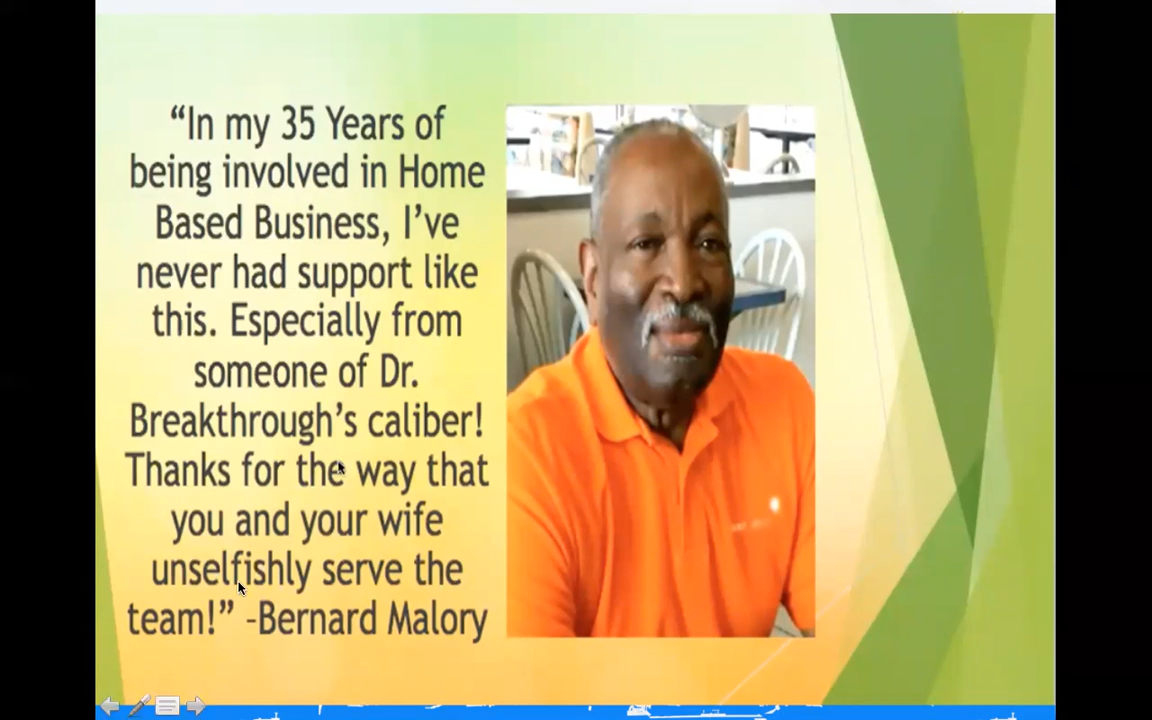 “In my 35 Years of
being involved in Home
Based Business, I’ve
never had support like
this. Especially from
someone of Dr.
Breakthrough’s caliber!
Thanks for the way that
you and your wife
unselfishly serve the
team!” -Bernard Malory